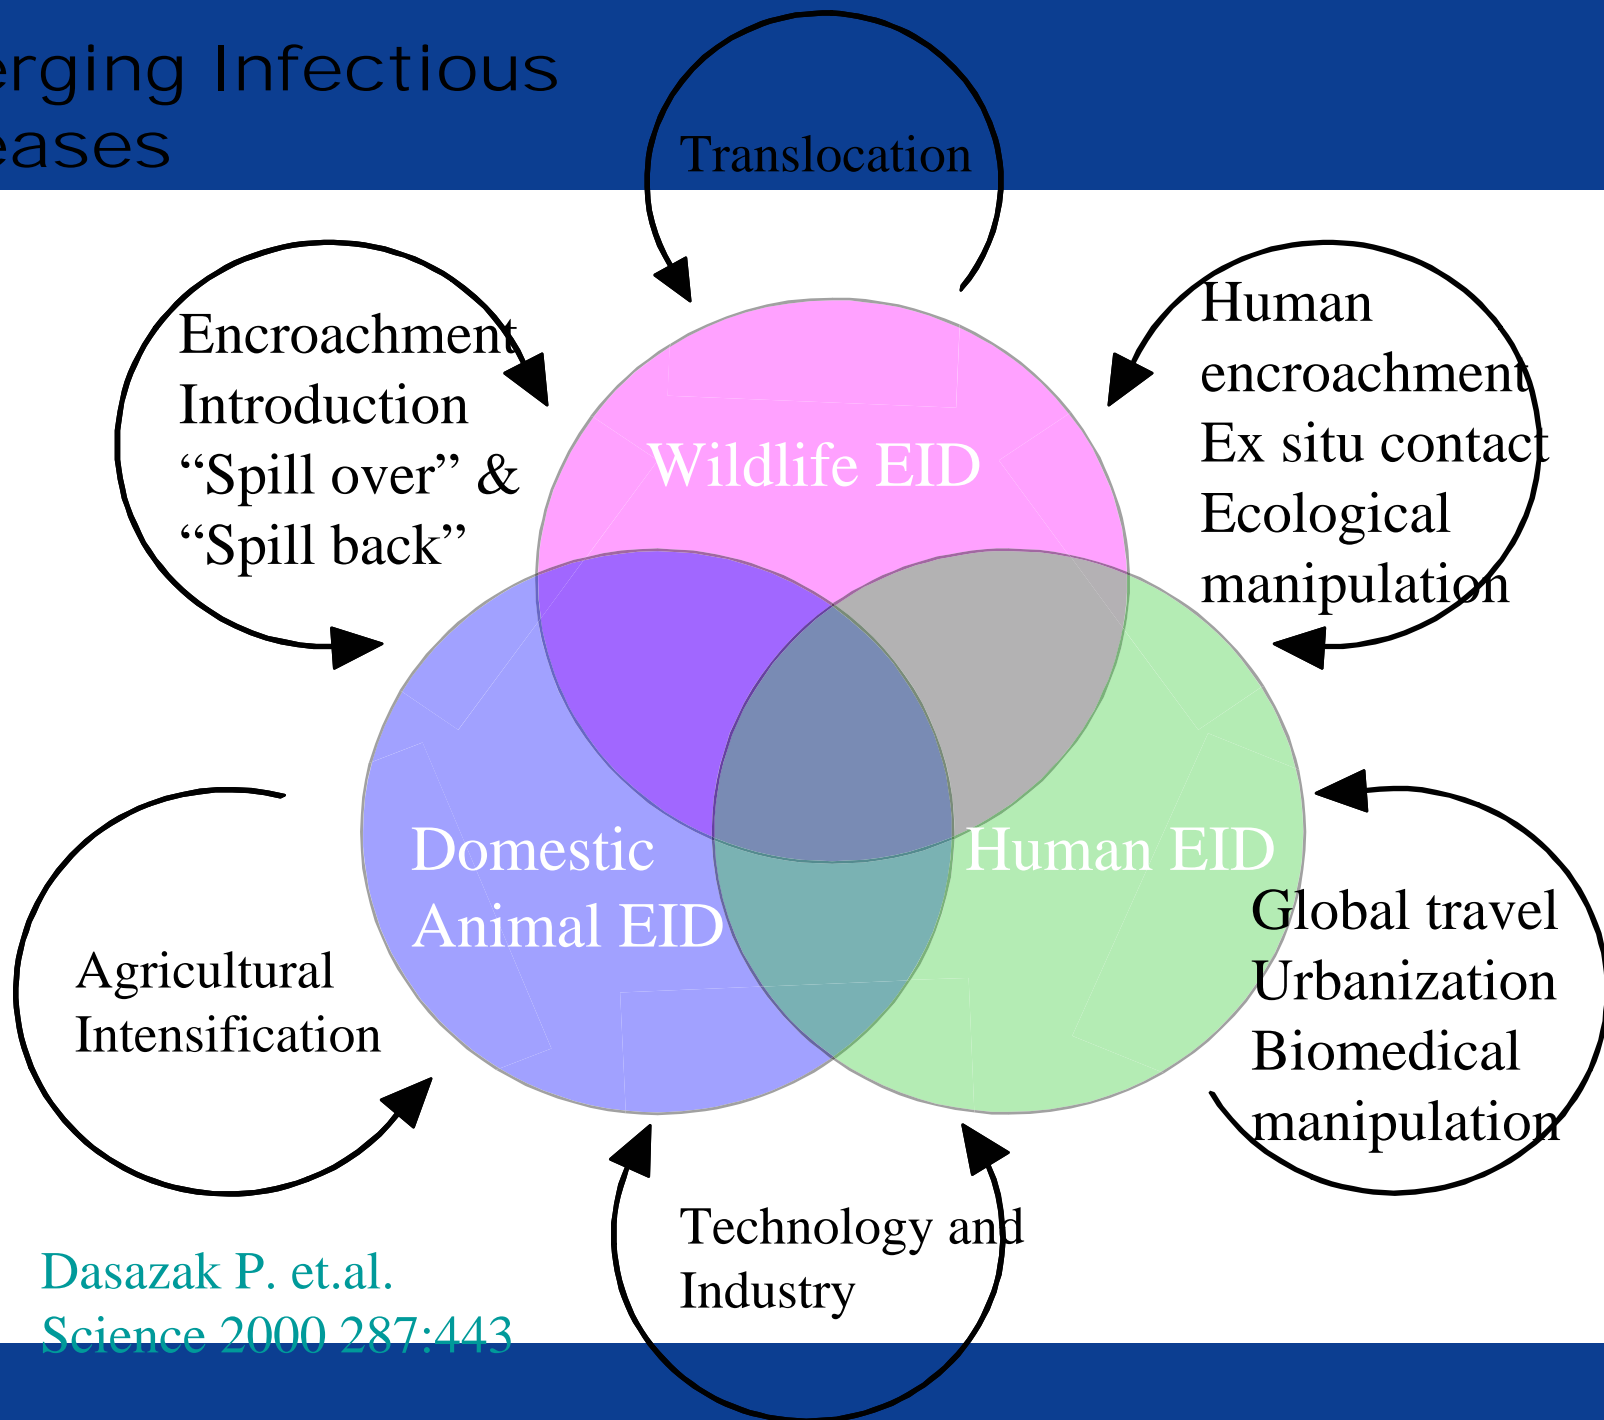 erging Infectious
eases
Translocation
Encroachment
Introduction
“Spill over” &
“Spill back”
Human
encroachment
Ex situ contact
Ecological
manipulation
Wildlife EID
Domestic
Animal EID
Human EID
Agricultural
Intensification
Global travel
Urbanization
Biomedical
manipulation
Technology and
Industry
Dasazak P. et.al.
Science 2000 287:443